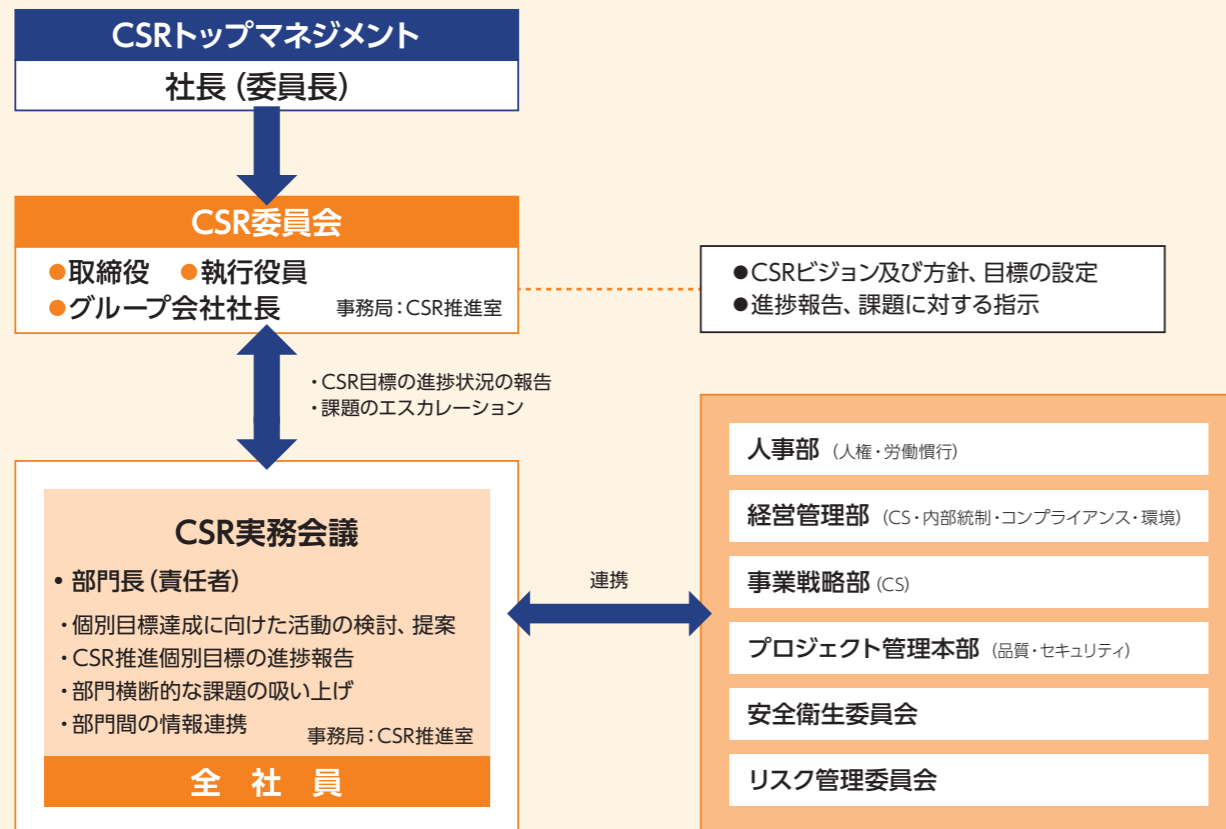 CSRトップマネジメント
社長（委員長）
CSR委員会
●取締役　●執行役員
●グループ会社社長　事務局：CSR推進室
●CSRビジョン及び方針、目標の設定
●進捗報告、課題に対する指示
・CSR目標の進捗状況の報告
・課題のエスカレーション
CSR実務会議
・部門長（責任者）
・個別目標達成に向けた活動の検討、提案
・CSR推進個別目標の進捗報告
・部門横断的な課題の吸い上げ
・部門間の情報連携　事務局：CSR推進室
全社員
連携
人事部（人権・労働慣行）
経営管理部（CS・内部統制・コンプライアンス・環境）
事業戦略部（CS）
プロジェクト管理本部（品質・セキュリティ）
安全衛生委員会
リスク管理委員会